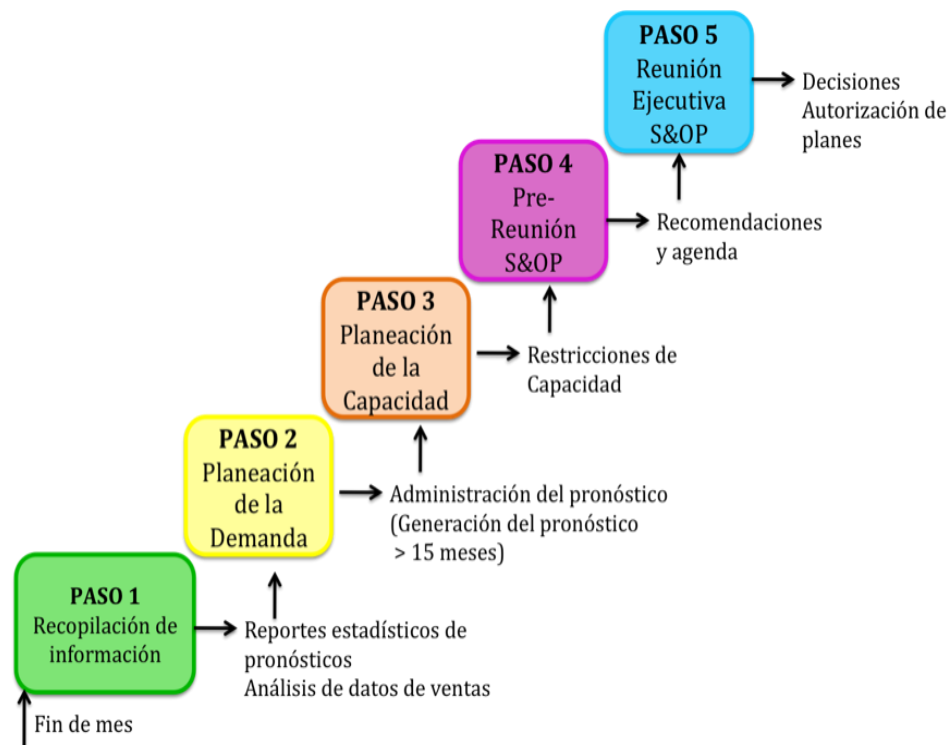 PASO 5
Reunión
Ejecutiva
S&OP
Decisiones
Autorización de
planes
PASO 4
Pre-
Reunión
S&OP
Recomendaciones
y agenda
PASO 3
Planeación
de la
Capacidad
Restricciones de
Capacidad
PASO 2
Planeación
de la
Demanda
Administración del pronóstico
(Generación del pronóstico
> 15 meses)
PASO 1
Recopilación de
información
Reportes estadísticos de
pronósticos
Análisis de datos de ventas
Fin de mes